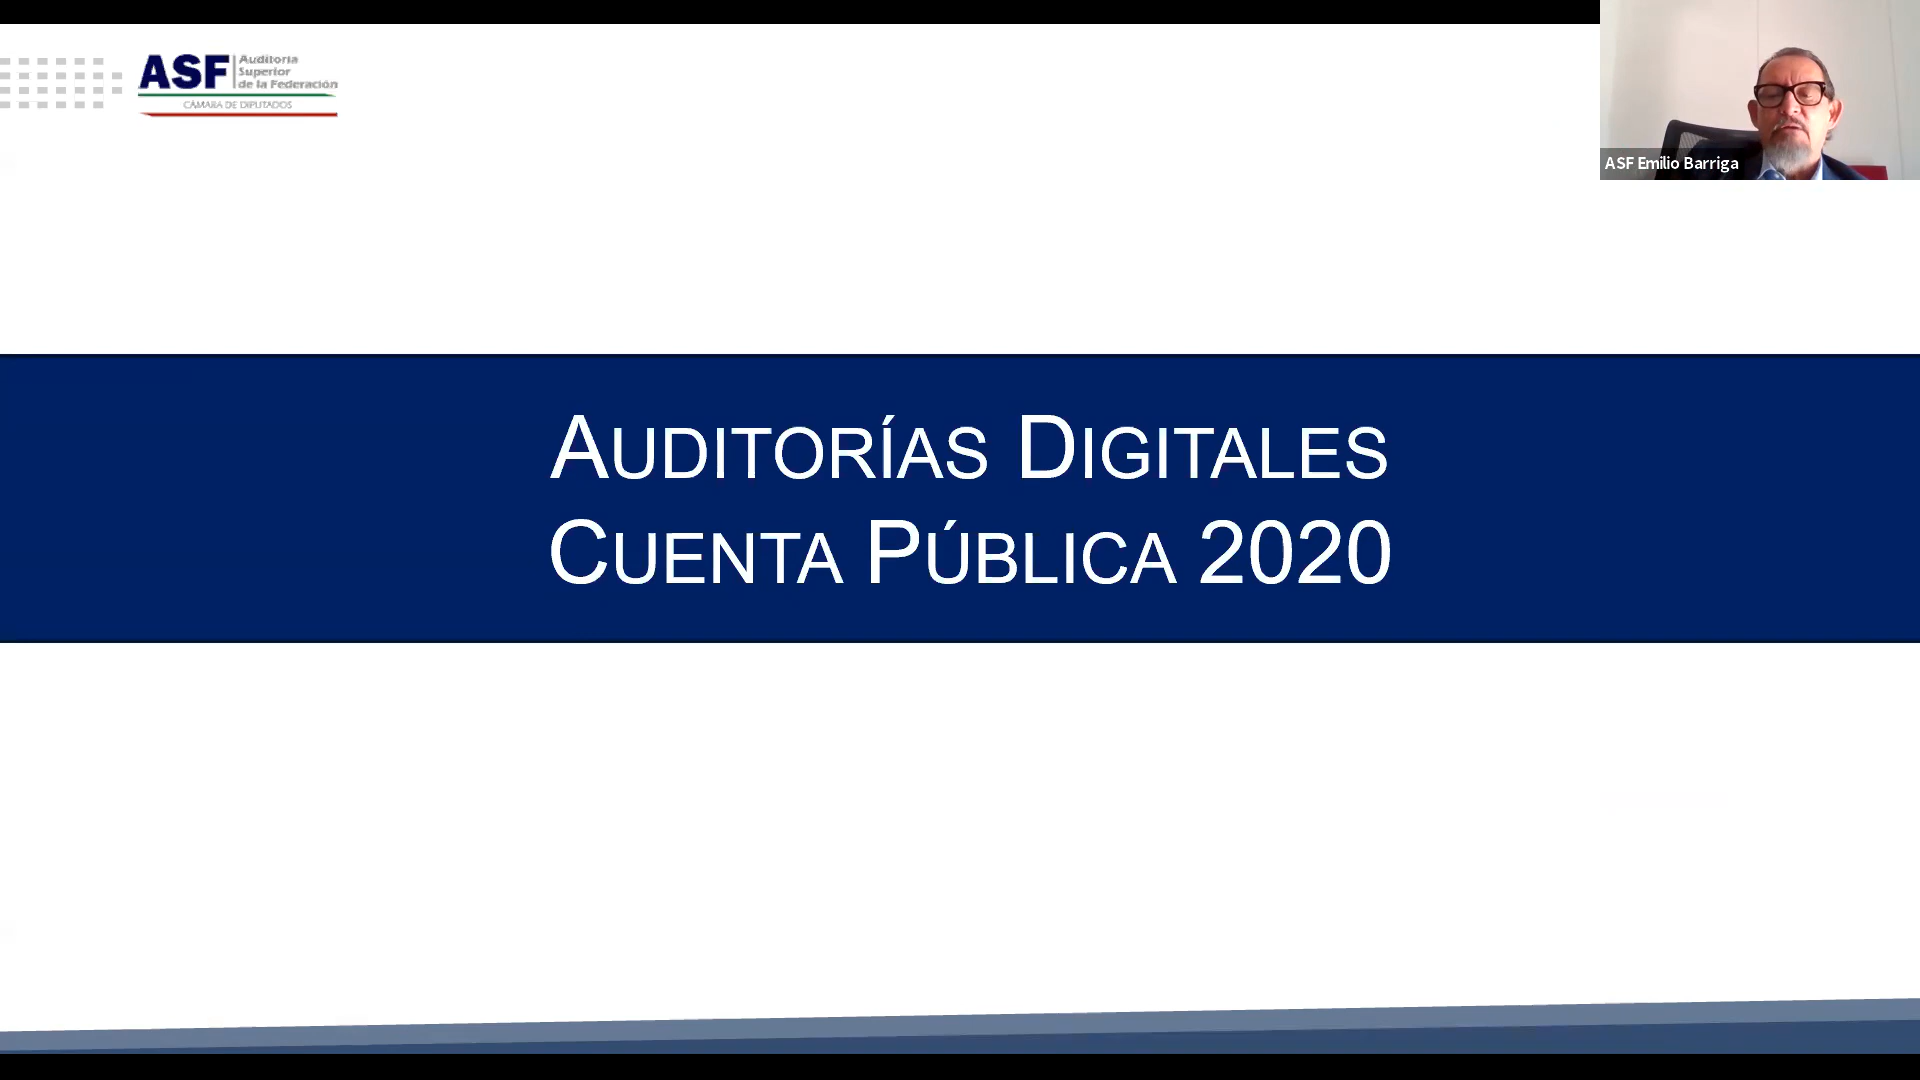 ASF
Auditoría
Superior
de la Federación
CÁMARA DE DIPUTADOS
ASF Emilio Barriga
AUDITORÍAS DIGITALES
CUENTA PÚBLICA 2020